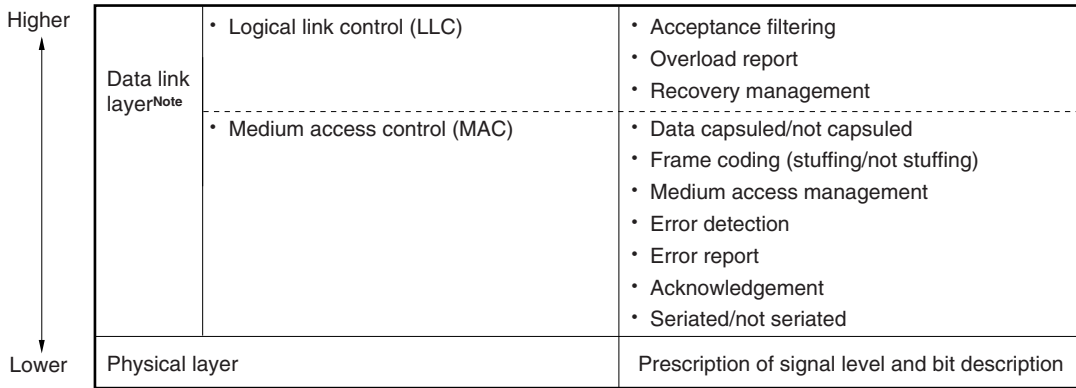 Higher
Data link
layerNote
• Logical link control (LLC)
• Acceptance filtering
• Overload report
• Recovery management
• Medium access control (MAC)
• Data capsuled/not capsuled
• Frame coding (stuffing/not stuffing)
• Medium access management
• Error detection
• Error report
• Acknowledgement
• Seriated/not seriated
Lower
Physical layer
Prescription of signal level and bit description